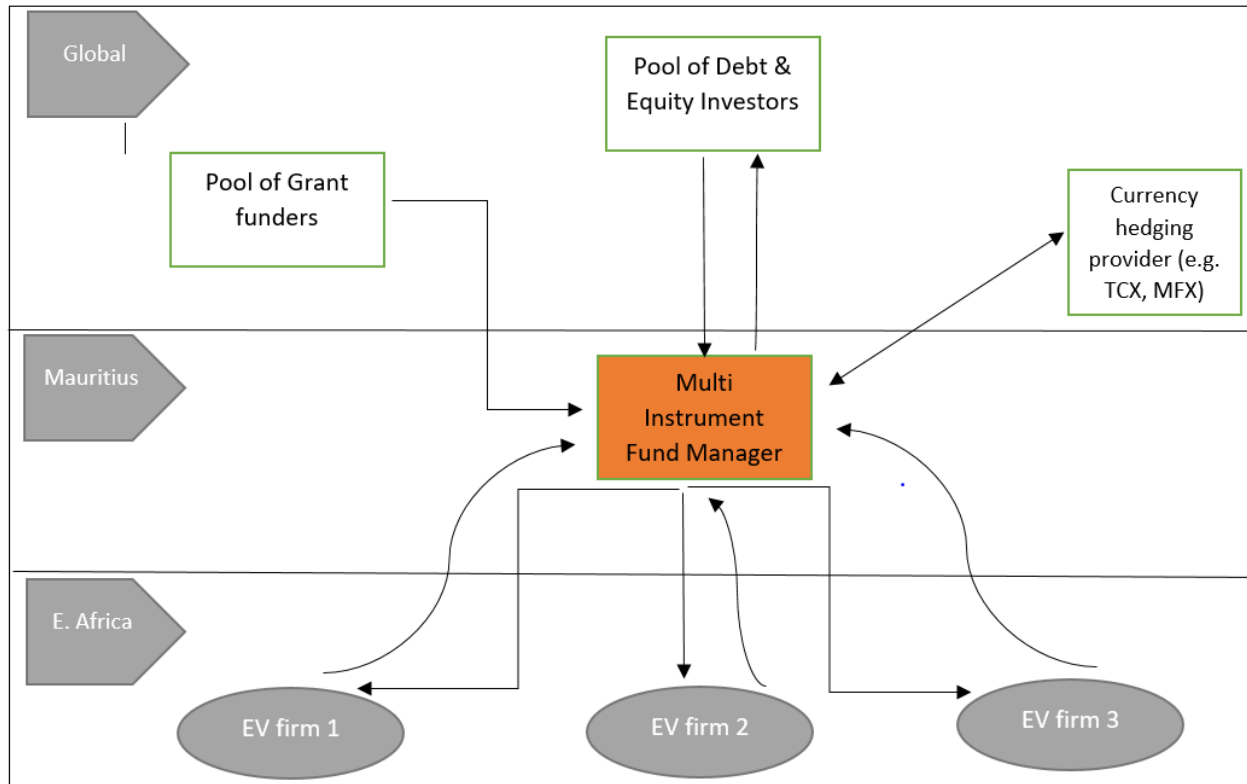 Global
Pool of Debt &
Equity Investors
Pool of Grant
funders
Currency
hedging
provider (e.g.
TCX, MFX)
Mauritius
Multi
Instrument
Fund Manager
E. Africa
EV firm 1
EV firm 2
EV firm 3